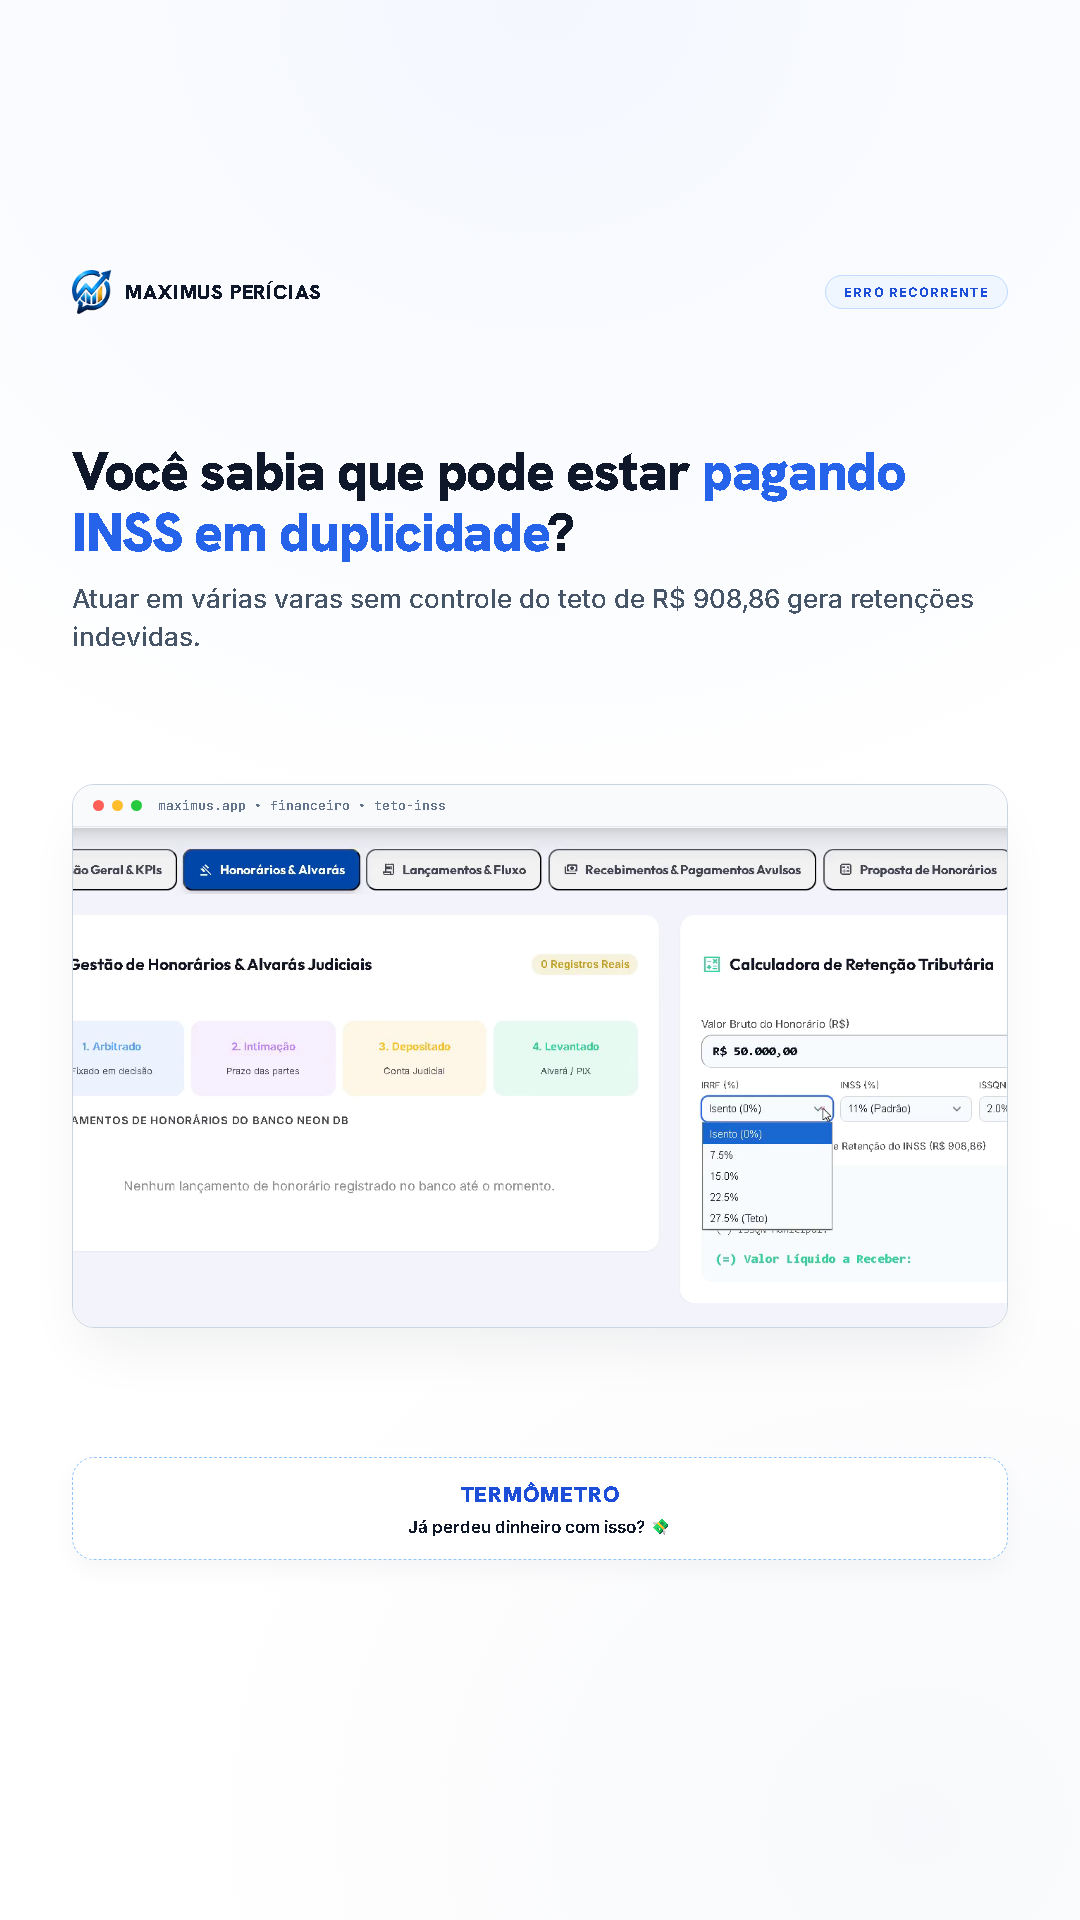 MAXIMUS PERÍCIAS
ERRO RECORRENTE
Você sabia que pode estar pagando
INSS em duplicidade?
Atuar em várias varas sem controle do teto de R$ 908,86 gera retenções
indevidas.
maximus.app • financeiro • teto-inss
ão Geral & KPIs
Honorários & Alvarás
Lançamentos & Fluxo
Recebimentos & Pagamentos Avulsos
Proposta de Honorários
Gestão de Honorários & Alvarás Judiciais
0 Registros Reais
Calculadora de Retenção Tributária
1. Arbitrado
Fixado em decisão
2. Intimação
Prazo das partes
3. Depositado
Conta Judicial
4. Levantado
Alvará / PIX
AMENTOS DE HONORÁRIOS DO BANCO NEON DB
Nenhum lançamento de honorário registrado no banco até o momento.
Valor Bruto do Honorário (R$)
R$ 50.000,00
IRRF (%)
INSS (%)
ISSQN
Isento (0%)
11% (Padrão)
2.0%
Isento (0%)
7.5%
15.0%
22.5%
27.5% (Teto)
e Retenção do INSS (R$ 908,86)
(=) Valor Líquido a Receber:
TERMÔMETRO
Já perdeu dinheiro com isso? 💸